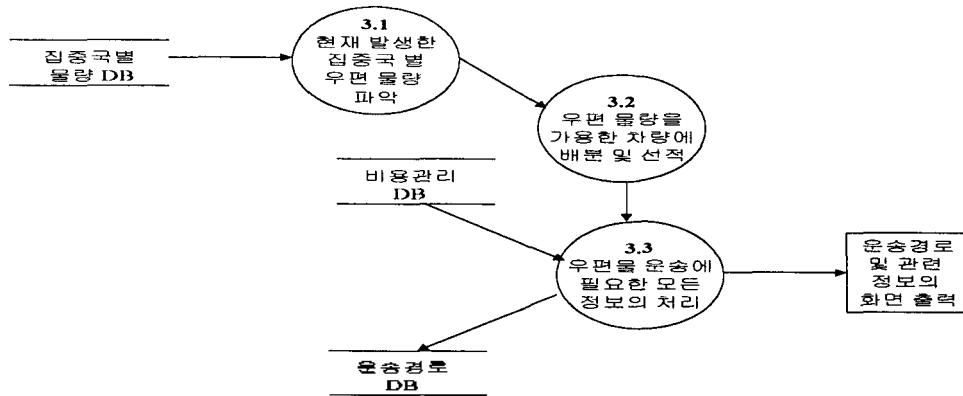 집중국별
물량 DB
3.1
현재 발생한
집중국 별
우편 물량
파악
3.2
우편 물량을
가용한 차량에
배분 및 선적
비용관리
DB
3.3
우편물 운송에
필요한 모든
정보의 처리
운송경로
및 관련
정보의
화면 출력
운송경로
DB